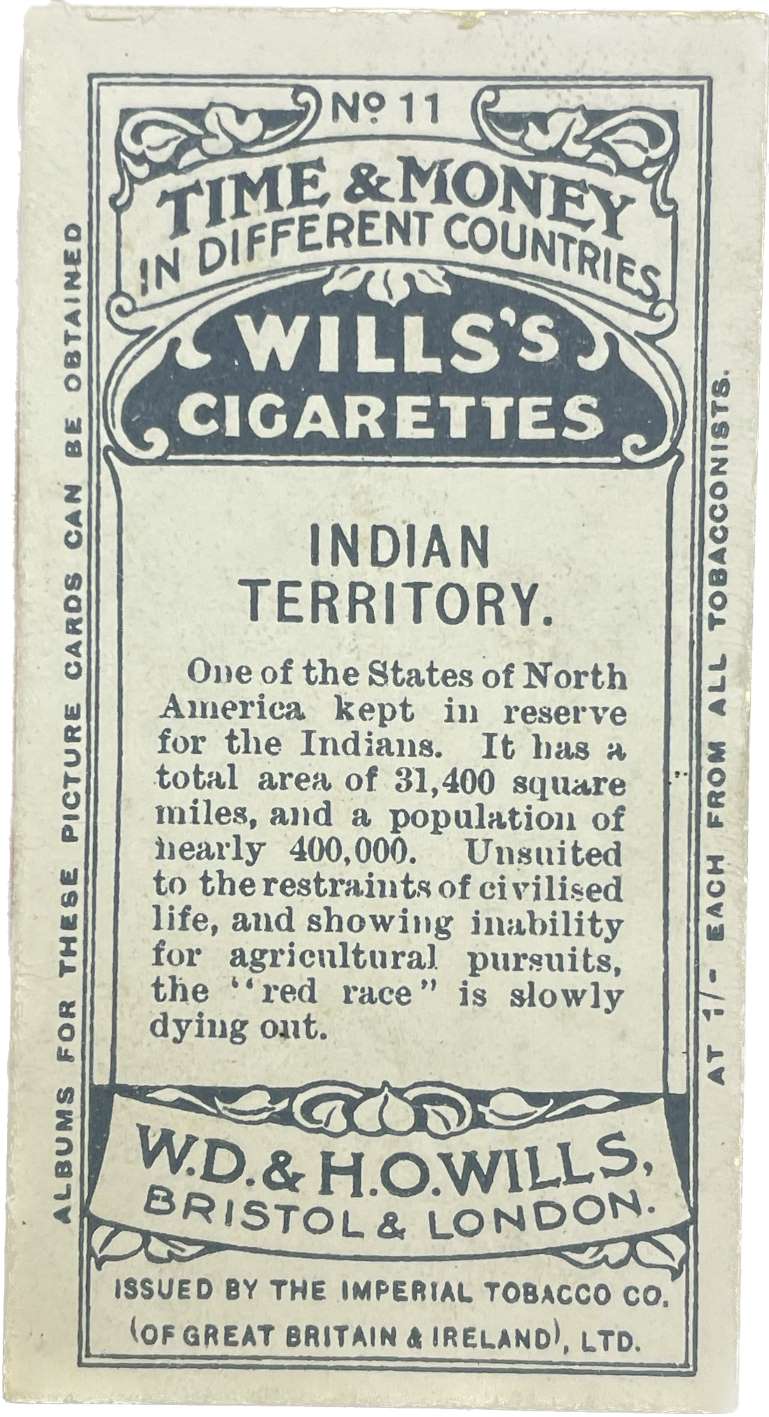 No 11
TIME & MONEY
IN DIFFERENT COUNTRIES
WILLS'S
CIGARETTES
INDIAN
TERRITORY.
One of the States of North
America kept in reserve
for the Indians. It has a
total area of 31,400 square
miles, and a population of
nearly 400,000. Unsuited
to the restraints of civilised
life, and showing inability
for agricultural pursuits,
the "red race" is slowly
dying out.
W.D. & H.O. WILLS,
BRISTOL & LONDON.
ISSUED BY THE IMPERIAL TOBACCO CO.
(OF GREAT BRITAIN & IRELAND), LTD.
ALBUMS FOR THESE PICTURE CARDS CAN BE OBTAINED
AT 1/- EACH FROM ALL TOBACCONISTS.